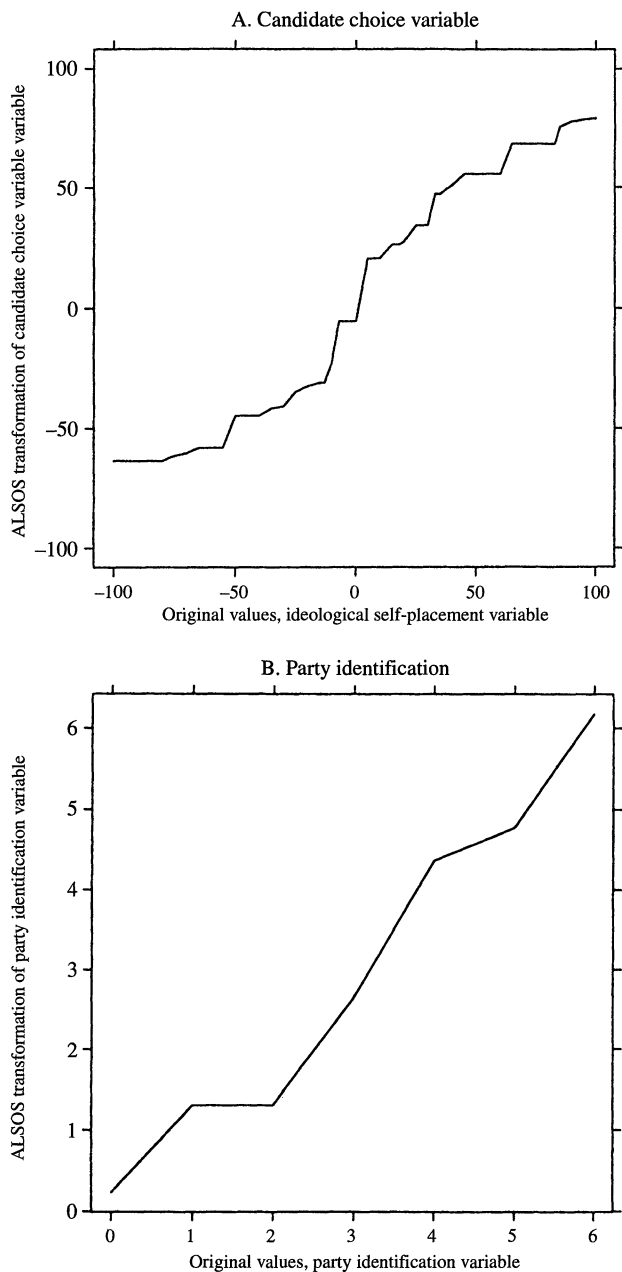 A. Candidate choice variable
ALSOS transformation of candidate choice variable variable
100
50
0
−50
−100
−100 −50 0 50 100
Original values, ideological self-placement variable
B. Party identification
ALSOS transformation of party identification variable
6
5
4
3
2
1
0
0 1 2 3 4 5 6
Original values, party identification variable